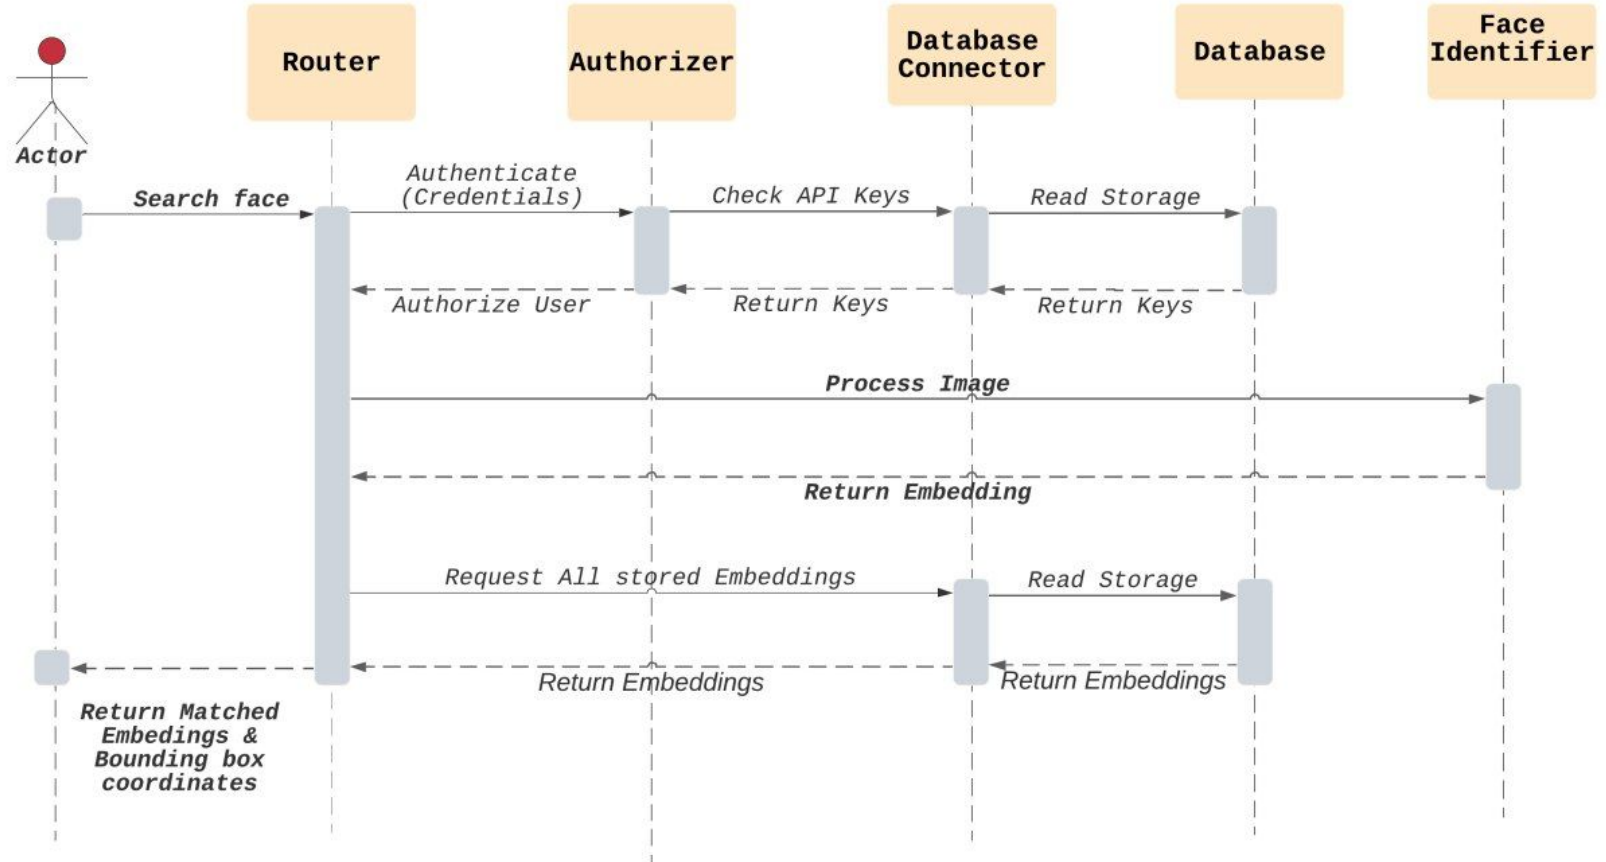 Router
Authorizer
Database
Connector
Database
Face
Identifier
Actor
Search face
Authenticate
(Credentials)
Check API Keys
Read Storage
Authorize User
Return Keys
Return Keys
Process Image
Return Embedding
Request All stored Embeddings
Read Storage
Return Embeddings
Return Embeddings
Return Matched
Embedings &
Bounding box
coordinates